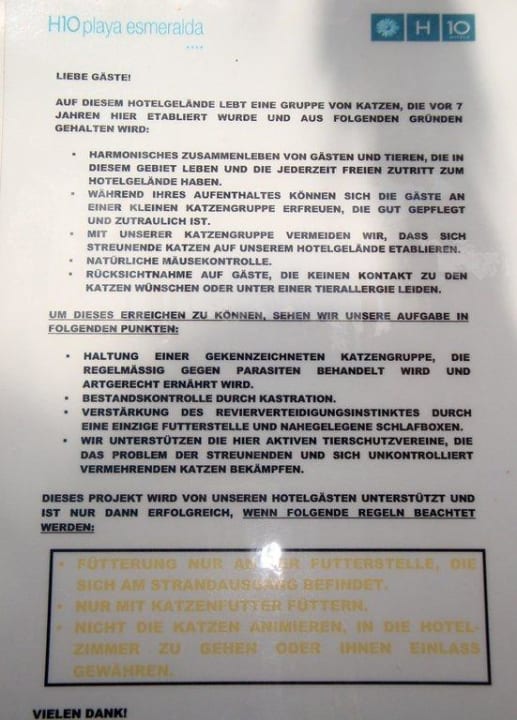 H10 playa esmeralda
H 10
HOTELS
LIEBE GÄSTE!
AUF DIESEM HOTELGELÄNDE LEBT EINE GRUPPE VON KATZEN, DIE VOR 7
JAHREN HIER ETABLIERT WURDE UND AUS FOLGENDEN GRÜNDEN
GEHALTEN WIRD:
• HARMONISCHES ZUSAMMENLEBEN VON GÄSTEN UND TIEREN, DIE IN
DIESEM GEBIET LEBEN UND DIE JEDERZEIT FREIEN ZUTRITT ZUM
HOTELGELÄNDE HABEN.
• WÄHREND IHRES AUFENTHALTES KÖNNEN SICH DIE GÄSTE AN
EINER KLEINEN KATZENGRUPPE ERFREUEN, DIE GUT GEPFLEGT
UND ZUTRAULICH IST.
• MIT UNSERER KATZENGRUPPE VERMEIDEN WIR, DASS SICH
STREUNENDE KATZEN AUF UNSEREM HOTELGELÄNDE ETABLIEREN.
• NATÜRLICHE MÄUSEKONTROLLE.
• RÜCKSICHTNAHME AUF GÄSTE, DIE KEINEN KONTAKT ZU DEN
KATZEN WÜNSCHEN ODER UNTER EINER TIERALLERGIE LEIDEN.
UM DIESES ERREICHEN ZU KÖNNEN, SEHEN WIR UNSERE AUFGABE IN
FOLGENDEN PUNKTEN:
• HALTUNG EINER GEKENNZEICHNETEN KATZENGRUPPE, DIE
REGELMÄSSIG GEGEN PARASITEN BEHANDELT WIRD UND
ARTGERECHT ERNÄHRT WIRD.
• BESTANDSKONTROLLE DURCH KASTRATION.
• VERSTÄRKUNG DES REVIERVERTEIDIGUNGSINSTINKTES DURCH
EINE EINZIGE FUTTERSTELLE UND NAHEGELEGENE SCHLAFBOXEN.
• WIR UNTERSTÜTZEN DIE HIER AKTIVEN TIERSCHUTZVEREINE, DIE
DAS PROBLEM DER STREUNENDEN UND SICH UNKONTROLLIERT
VERMEHRENDEN KATZEN BEKÄMPFEN.
DIESES PROJEKT WIRD VON UNSEREN HOTELGÄSTEN UNTERSTÜTZT UND
IST NUR DANN ERFOLGREICH, WENN FOLGENDE REGELN BEACHTET
WERDEN:
• FÜTTERUNG NUR AN DER FUTTERSTELLE, DIE
SICH AM STRANDAUSGANG BEFINDET.
• NUR MIT KATZENFUTTER FÜTTERN.
• NICHT DIE KATZEN ANIMIEREN, IN DIE HOTEL-
ZIMMER ZU GEHEN ODER IHNEN EINLASS
GEWÄHREN.
VIELEN DANK!